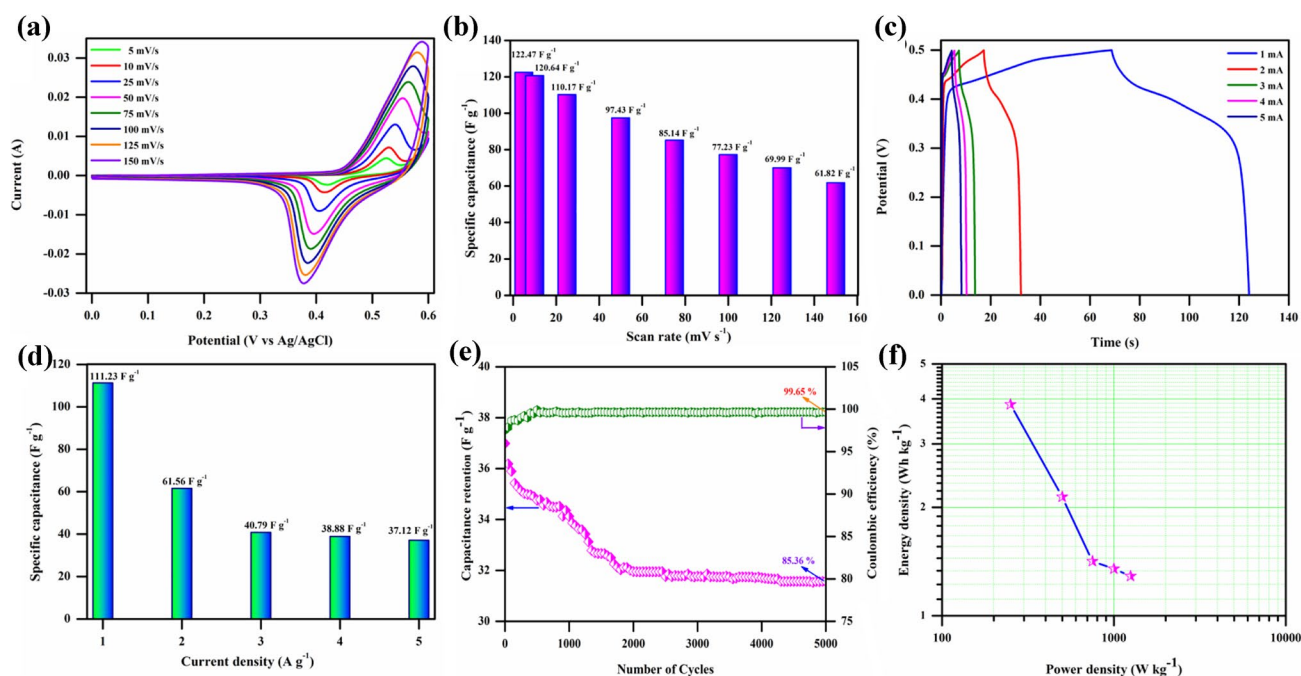 (a)
5 mV/s
10 mV/s
25 mV/s
50 mV/s
75 mV/s
100 mV/s
125 mV/s
150 mV/s
0.03
0.02
0.01
0.00
-0.01
-0.02
-0.03
Current (A)
0.0 0.1 0.2 0.3 0.4 0.5 0.6
Potential (V vs Ag/AgCl)
(b)
140
120
100
80
60
40
20
0
Specific capacitance (F g-1)
122.47 F g-1
120.64 F g-1
110.17 F g-1
97.43 F g-1
85.14 F g-1
77.23 F g-1
69.99 F g-1
61.82 F g-1
0 20 40 60 80 100 120 140 160
Scan rate (mV s-1)
(c)
0.5
0.4
0.3
0.2
0.1
0.0
Potential (V)
1 mA
2 mA
3 mA
4 mA
5 mA
0 20 40 60 80 100 120 140
Time (s)
(d)
120
100
80
60
40
20
0
Specific capacitance (F g-1)
111.23 F g-1
61.56 F g-1
40.79 F g-1
38.88 F g-1
37.12 F g-1
1 2 3 4 5
Current density (A g-1)
(e)
40
38
36
34
32
30
Capacitance retention (F g-1)
99.65 %
85.36 %
105
100
95
90
85
80
75
Coulombic efficiency (%)
0 1000 2000 3000 4000 5000
Number of Cycles
(f)
5
4
3
2
1
Energy density (Wh kg-1)
100 1000 10000
Power density (W kg-1)